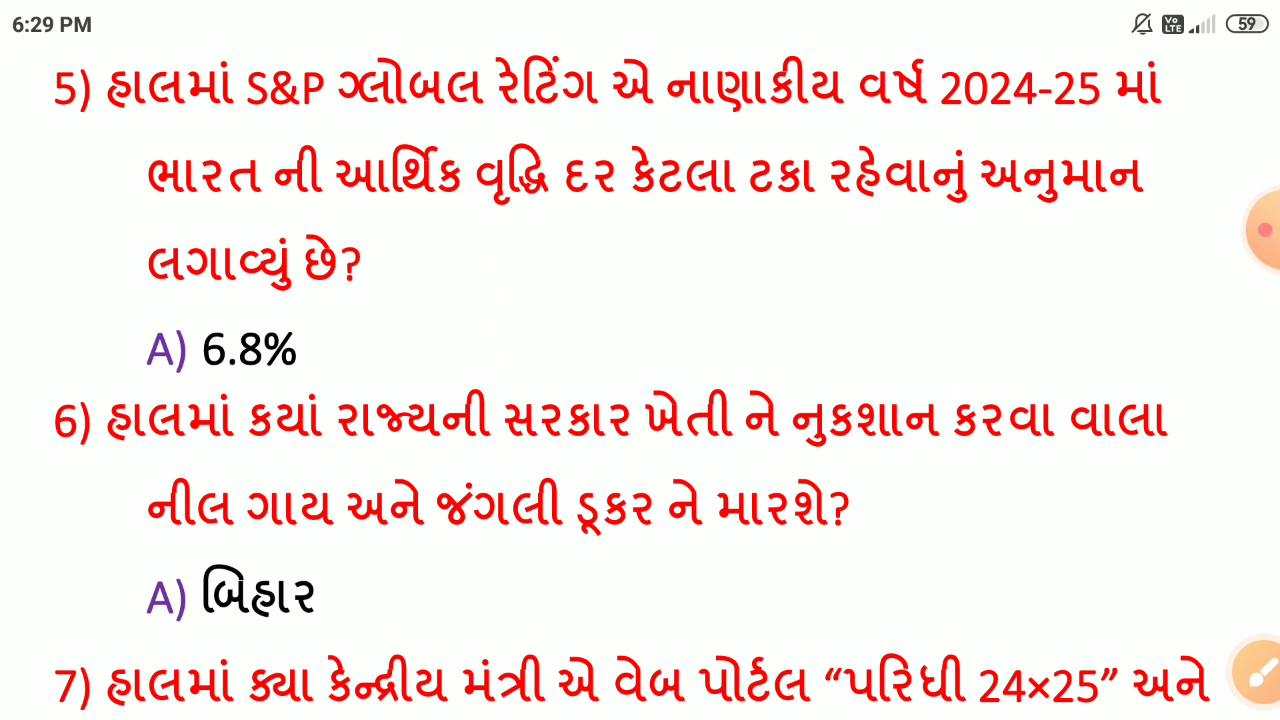 6:29 PM
Vo LTE
59
5) હાલમાં S&P ગ્લોબલ રેટિંગ એ નાણાકીય વર્ષ 2024-25 માં
ભારત ની આર્થિક વૃદ્ધિ દર કેટલા ટકા રહેવાનું અનુમાન
લગાવ્યું છે?
A) 6.8%
6) હાલમાં કયાં રાજ્યની સરકાર ખેતી ને નુકશાન કરવા વાલા
નીલ ગાય અને જંગલી ડૂકર ને મારશે?
A) બિહાર
7) હાલમાં ક્યા કેન્દ્રીય મંત્રી એ વેબ પોર્ટલ “પરિધી 24×25” અને